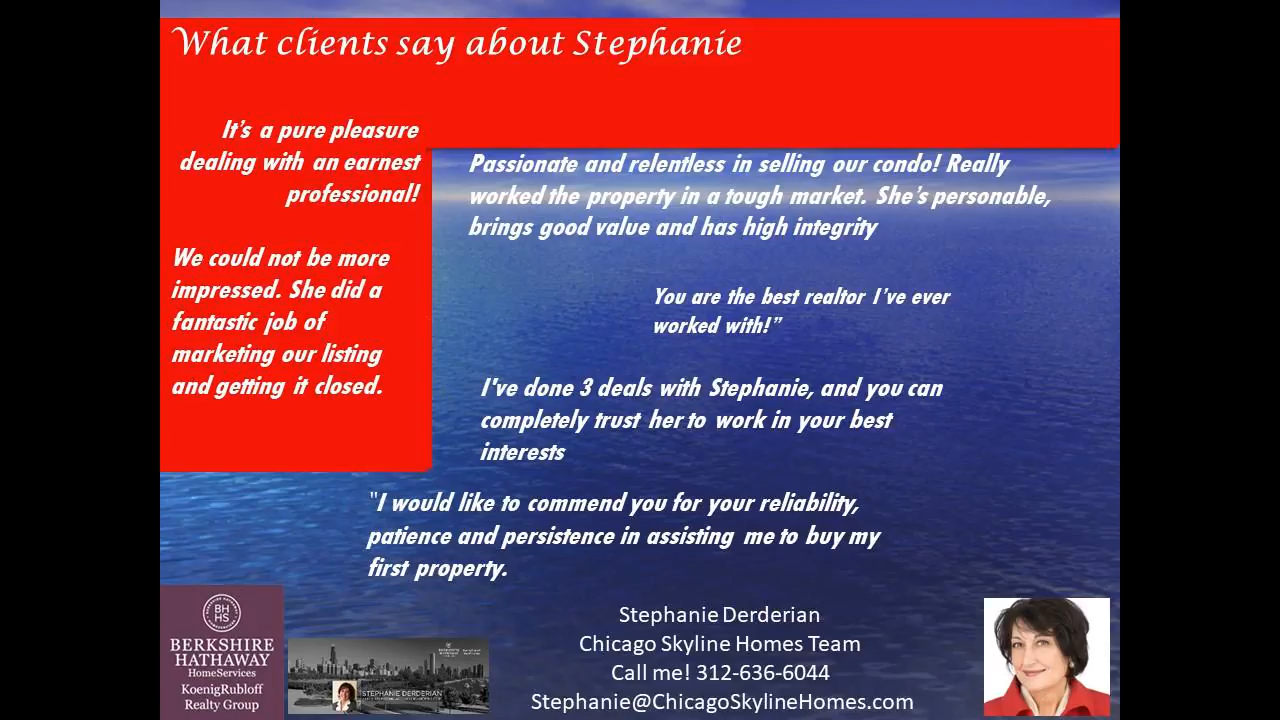 What clients say about Stephanie
It’s a pure pleasure
dealing with an earnest
professional!
We could not be more
impressed. She did a
fantastic job of
marketing our listing
and getting it closed.
Passionate and relentless in selling our condo! Really
worked the property in a tough market. She’s personable,
brings good value and has high integrity
You are the best realtor I’ve ever
worked with!”
I've done 3 deals with Stephanie, and you can
completely trust her to work in your best
interests
"I would like to commend you for your reliability,
patience and persistence in assisting me to buy my
first property.
BH
HS
BERKSHIRE
HATHAWAY
HomeServices
KoenigRubloff
Realty Group
STEPHANIE DERDERIAN
Stephanie Derderian
Chicago Skyline Homes Team
Call me! 312-636-6044
Stephanie@ChicagoSkylineHomes.com